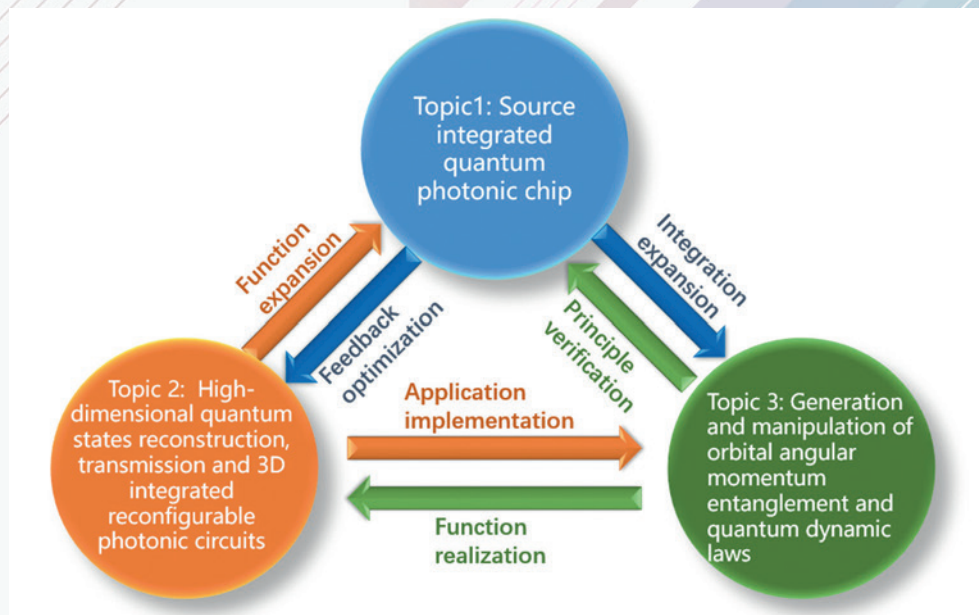 Topic1: Source
integrated
quantum
photonic chip
Function
expansion
Feedback
optimization
Integration
expansion
Principle
verification
Topic 2:  High-
dimensional quantum
states reconstruction,
transmission and 3D
integrated
reconfigurable
photonic circuits
Application
implementation
Function
realization
Topic 3: Generation
and manipulation of
orbital angular
momentum
entanglement and
quantum dynamic
laws